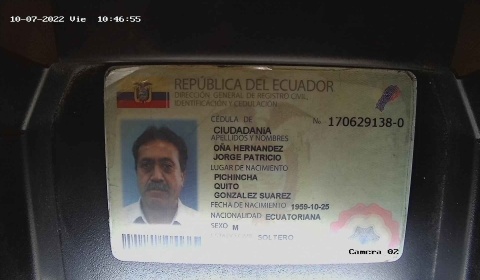 10-07-2022 Vie 10:46:55
REPÚBLICA DEL ECUADOR
DIRECCIÓN GENERAL DE REGISTRO CIVIL,
IDENTIFICACIÓN Y CEDULACIÓN
CÉDULA DE
No. 170629138-0
CIUDADANÍA
APELLIDOS Y NOMBRES
OÑA HERNANDEZ
JORGE PATRICIO
LUGAR DE NACIMIENTO
PICHINCHA
QUITO
GONZALEZ SUAREZ
FECHA DE NACIMIENTO 1959-10-25
NACIONALIDAD ECUATORIANA
SEXO M
SOLTERO
Camera 02